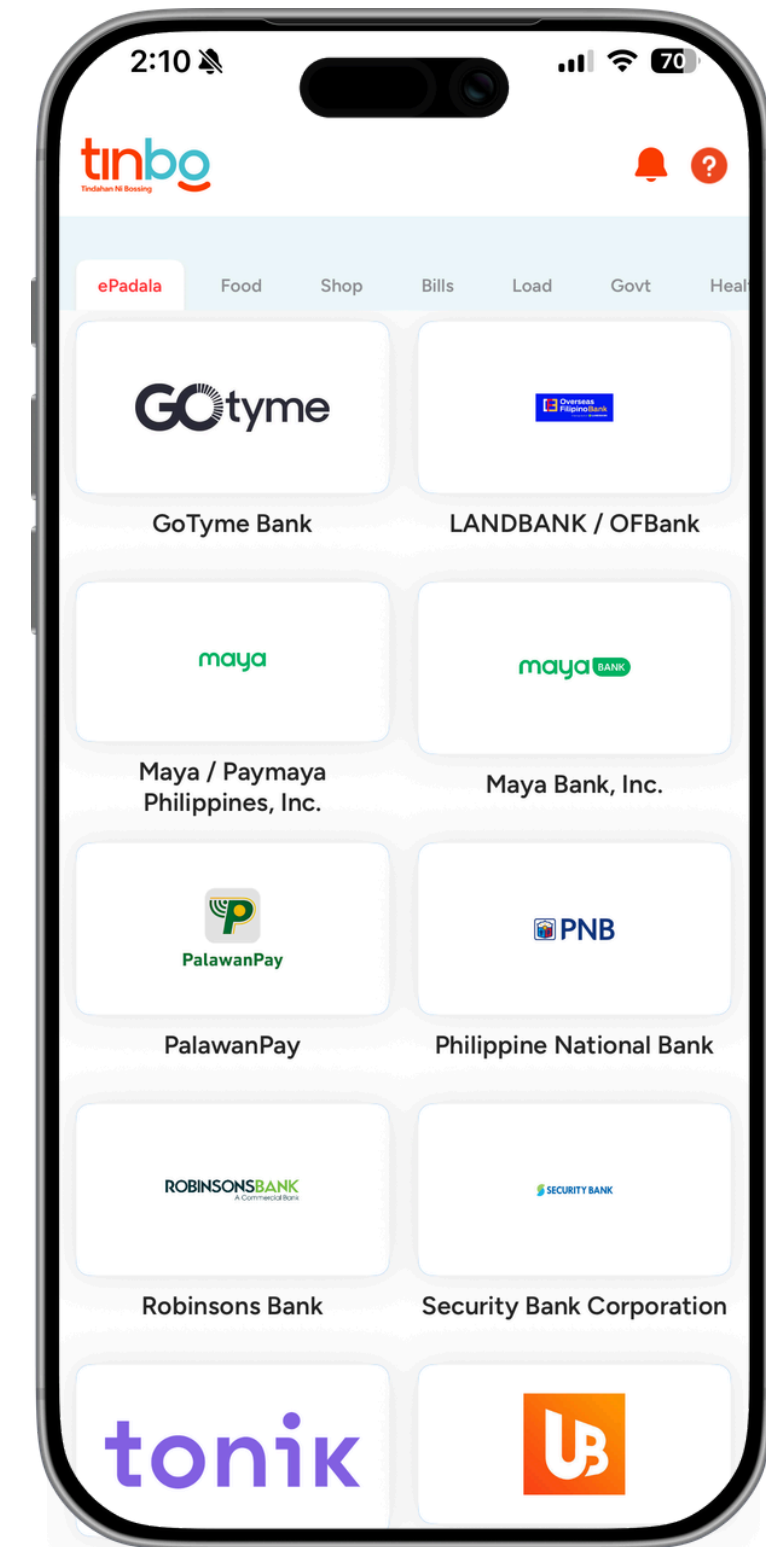 2:10
70
tinbo
Tindahan Ni Bossing
?
ePadala Food Shop Bills Load Govt Heal
GOtyme
Overseas
FilipinoBank
GoTyme Bank
LANDBANK / OFBank
maya
maya BANK
Maya / Paymaya
Philippines, Inc.
Maya Bank, Inc.
P
PalawanPay
PNB
PalawanPay
Philippine National Bank
ROBINSONSBANK
A Commercial Bank
SECURITY BANK
Robinsons Bank
Security Bank Corporation
tonik
UB